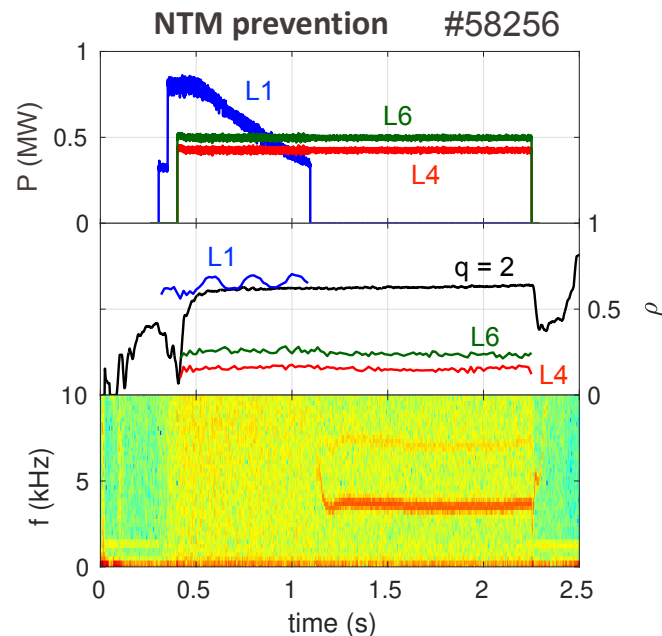 NTM prevention #58256
1
L1
L6
P (MW)
0.5
L4
0
1
L1
q = 2
0.5
ρ
L6
L4
0
10
f (kHz)
5
0
0 0.5 1 1.5 2 2.5
time (s)